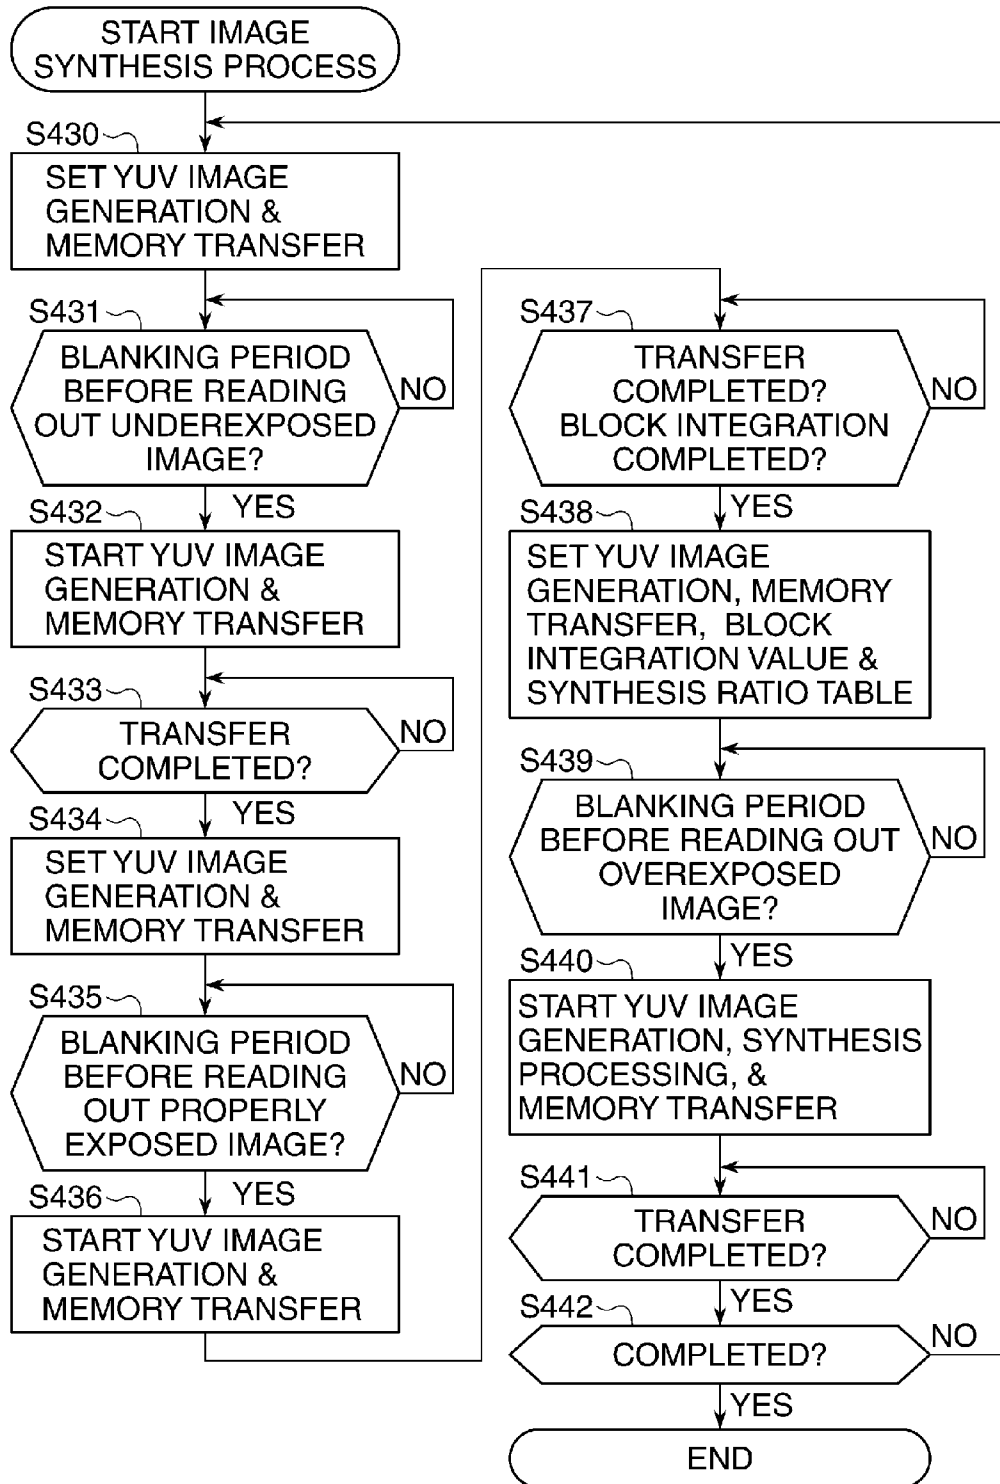 START IMAGE
SYNTHESIS PROCESS
S430
SET YUV IMAGE
GENERATION &
MEMORY TRANSFER
S431
BLANKING PERIOD
BEFORE READING
OUT UNDEREXPOSED
IMAGE?
NO
YES
S432
START YUV IMAGE
GENERATION &
MEMORY TRANSFER
S433
TRANSFER
COMPLETED?
NO
YES
S434
SET YUV IMAGE
GENERATION &
MEMORY TRANSFER
S435
BLANKING PERIOD
BEFORE READING
OUT PROPERLY
EXPOSED IMAGE?
NO
YES
S436
START YUV IMAGE
GENERATION &
MEMORY TRANSFER
S437
TRANSFER
COMPLETED?
BLOCK INTEGRATION
COMPLETED?
NO
YES
S438
SET YUV IMAGE
GENERATION, MEMORY
TRANSFER, BLOCK
INTEGRATION VALUE &
SYNTHESIS RATIO TABLE
S439
BLANKING PERIOD
BEFORE READING OUT
OVEREXPOSED
IMAGE?
NO
YES
S440
START YUV IMAGE
GENERATION, SYNTHESIS
PROCESSING, &
MEMORY TRANSFER
S441
TRANSFER
COMPLETED?
NO
YES
S442
COMPLETED?
NO
YES
END